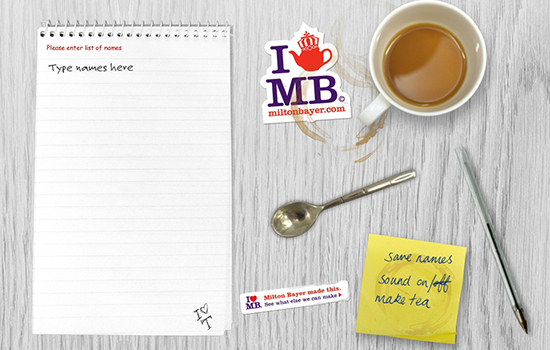 Please enter list of names
Type names here
I
MB©
miltonbayer.com
save names
sound on/off
make tea
I
MB.
Milton Bayer made this.
See what else we can make
I
T